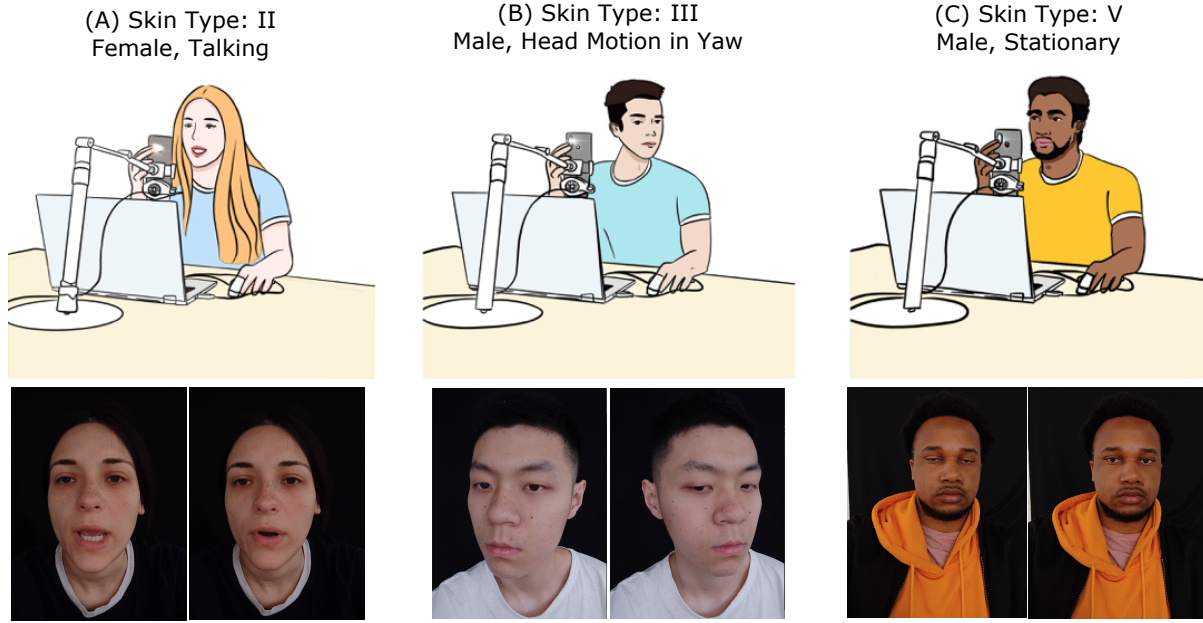 (A) Skin Type: II
Female, Talking
(B) Skin Type: III
Male, Head Motion in Yaw
(C) Skin Type: V
Male, Stationary